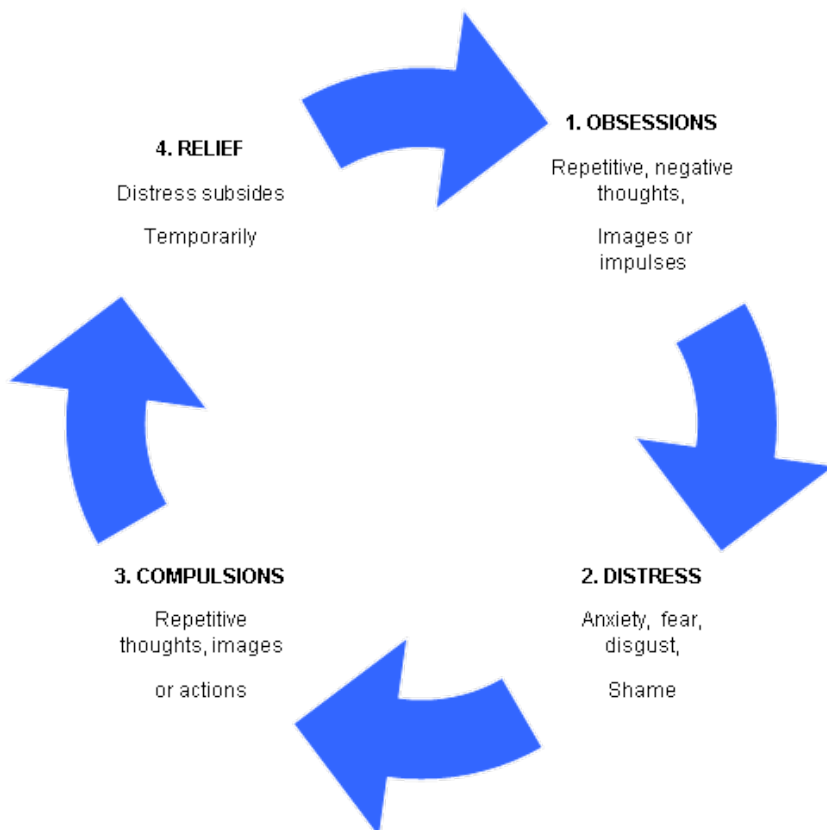 1. OBSESSIONS
Repetitive, negative
thoughts,
Images or
impulses
2. DISTRESS
Anxiety, fear,
disgust,
Shame
3. COMPULSIONS
Repetitive
thoughts, images
or actions
4. RELIEF
Distress subsides
Temporarily